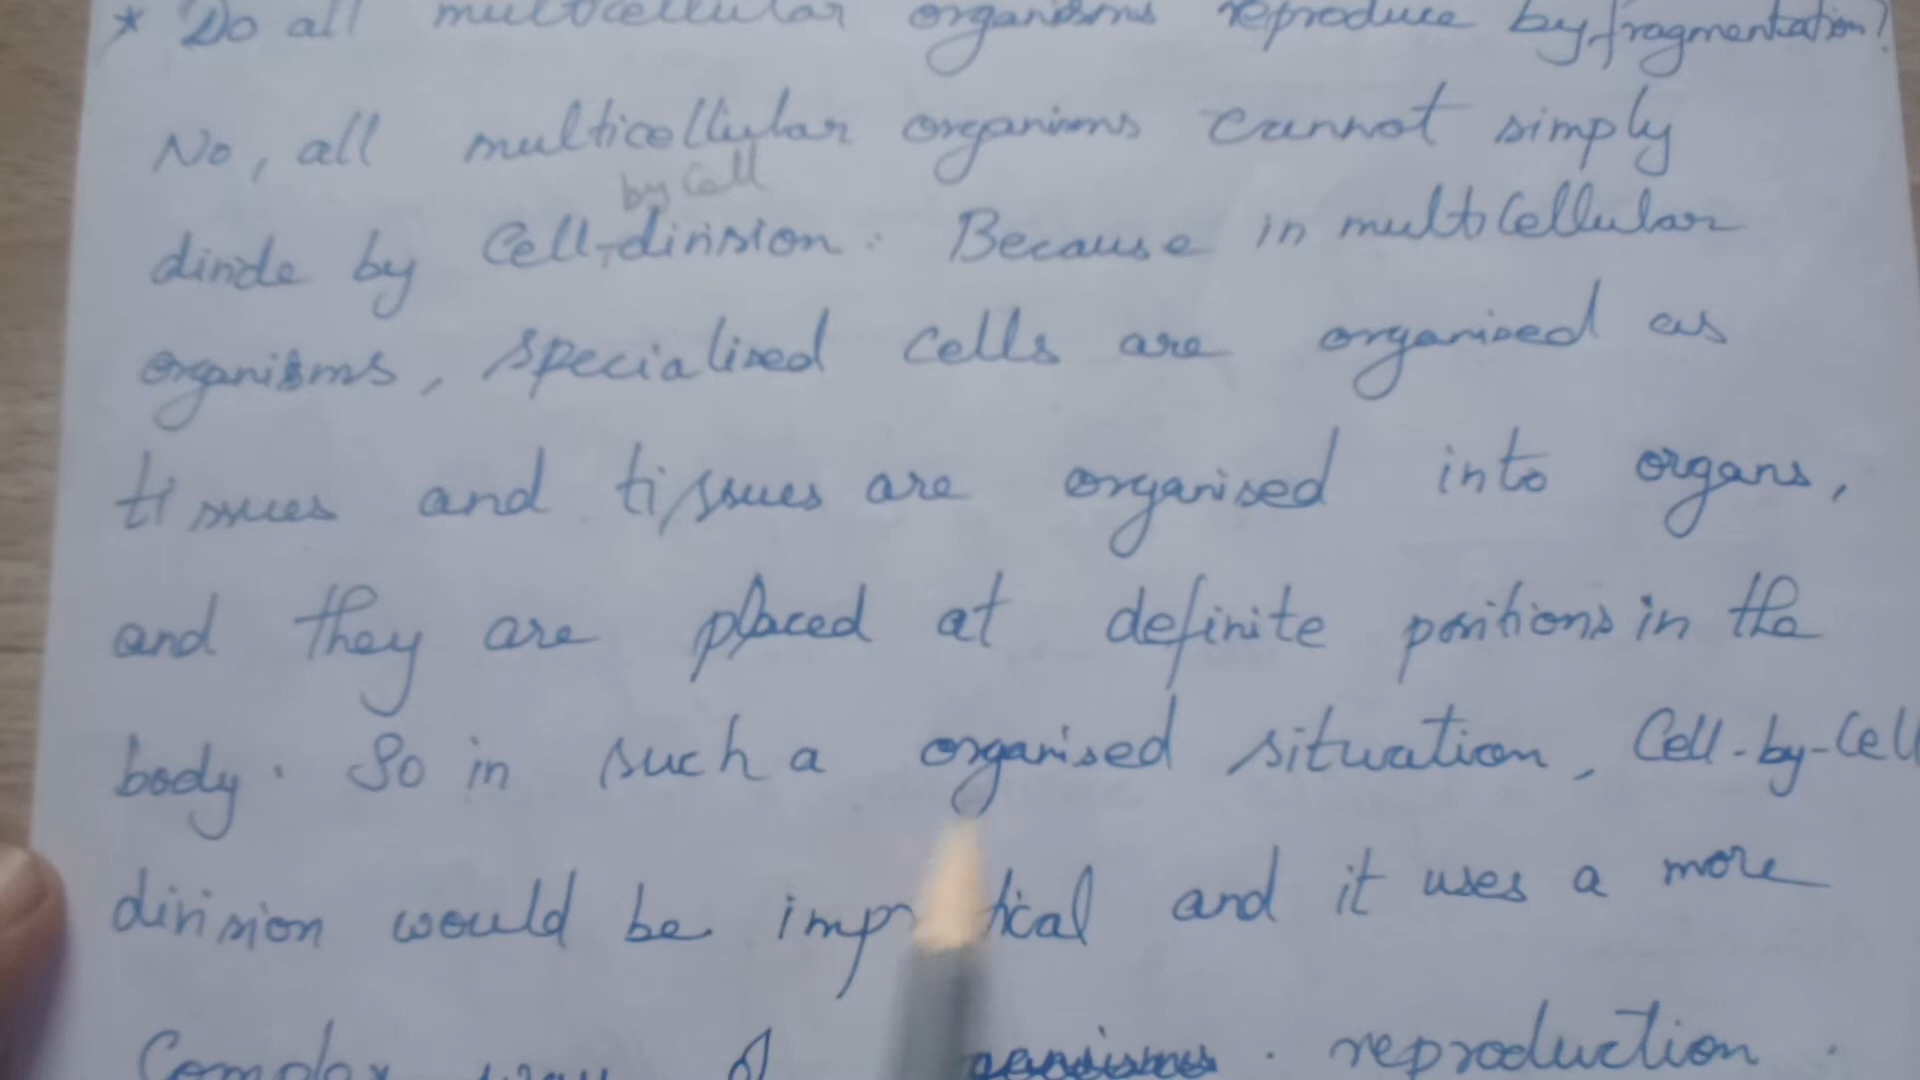 * Do all multicellular organisms reproduce by fragmentation?
No, all multicellular organisms cannot simply
by cell
divide by Cell-division. Because in multicellular
organisms, specialised cells are organised as
tissues and tissues are organised into organs,
and they are placed at definite positions in the
body. So in such a organised situation, Cell-by-Cell
division would be and it uses a more
Complex way of reproduction.